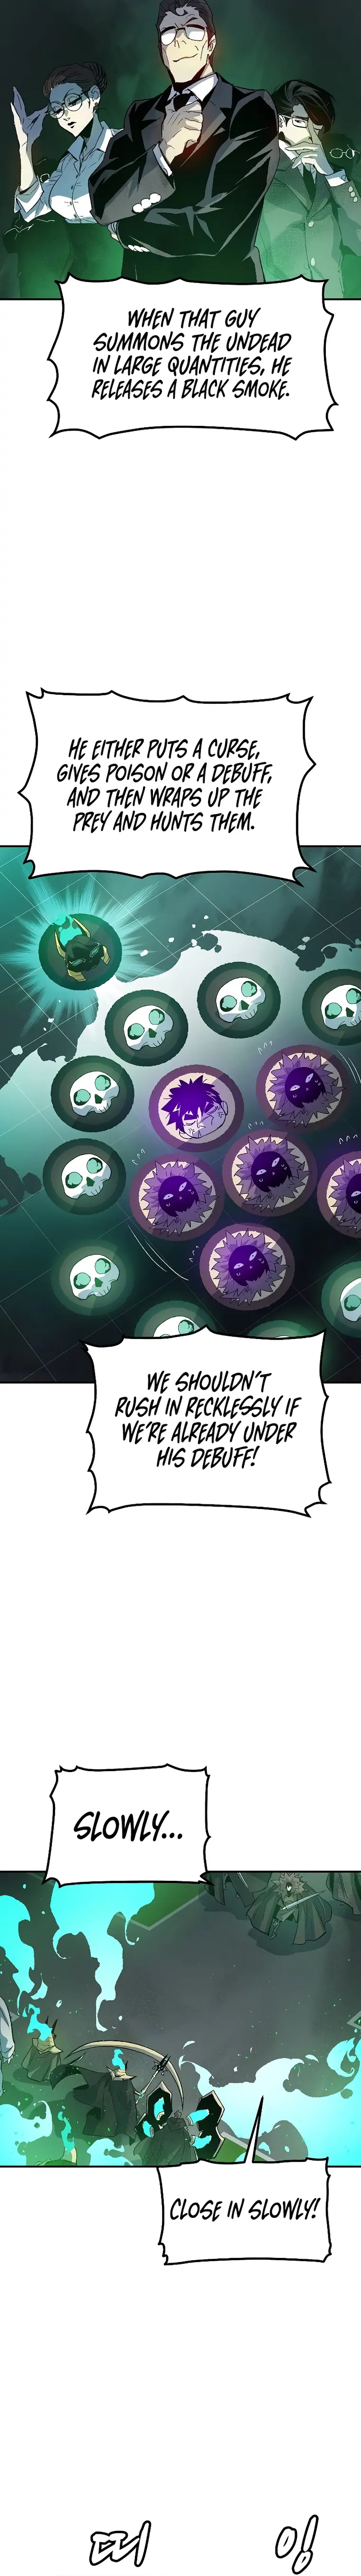 WHEN THAT GUY
SUMMONS THE UNDEAD
IN LARGE QUANTITIES, HE
RELEASES A BLACK SMOKE.
HE EITHER PUTS A CURSE,
GIVES POISON OR A DEBUFF,
AND THEN WRAPS UP THE
PREY AND HUNTS THEM.
WE SHOULDN'T
RUSH IN RECKLESSLY IF
WE'RE ALREADY UNDER
HIS DEBUFF!
SLOWLY...
CLOSE IN SLOWLY!
띠 이!